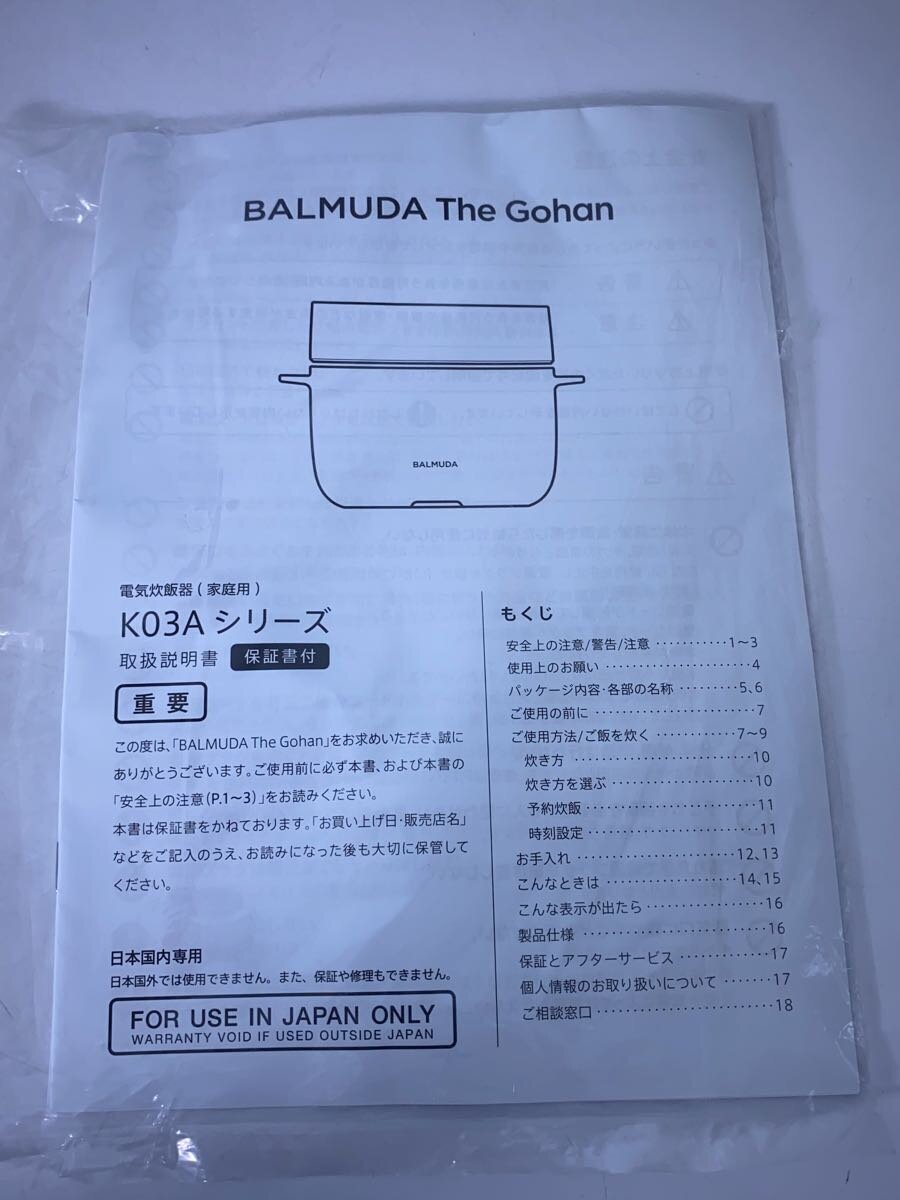 BALMUDA The Gohan
BALMUDA
電気炊飯器(家庭用)
K03A シリーズ
取扱説明書 保証書付
重要
この度は、「BALMUDA The Gohan」をお求めいただき、誠に
ありがとうございます。ご使用前に必ず本書、および本書の
「安全上の注意(P.1〜3)」をお読みください。
本書は保証書をかねております。「お買い上げ日・販売店名」
などをご記入のうえ、お読みになった後も大切に保管して
ください。
日本国内専用
日本国外では使用できません。また、保証や修理もできません。
FOR USE IN JAPAN ONLY
WARRANTY VOID IF USED OUTSIDE JAPAN
もくじ
安全上の注意/警告/注意 ･･･････････1〜3
使用上のお願い ･･････････････････････4
パッケージ内容･各部の名称 ･････････5、6
ご使用の前に ････････････････････････7
ご使用方法/ご飯を炊く ････････････7〜9
炊き方 ･････････････････････････10
炊き方を選ぶ ･････････････････････10
予約炊飯 ･････････････････････････11
時刻設定 ･････････････････････････11
お手入れ ･･･････････････････････12、13
こんなときは ･･･････････････････14、15
こんな表示が出たら ･････････････････16
製品仕様 ･･･････････････････････････16
保証とアフターサービス ････････････17
個人情報のお取り扱いについて ･･･････17
ご相談窓口 ･････････････････････････18